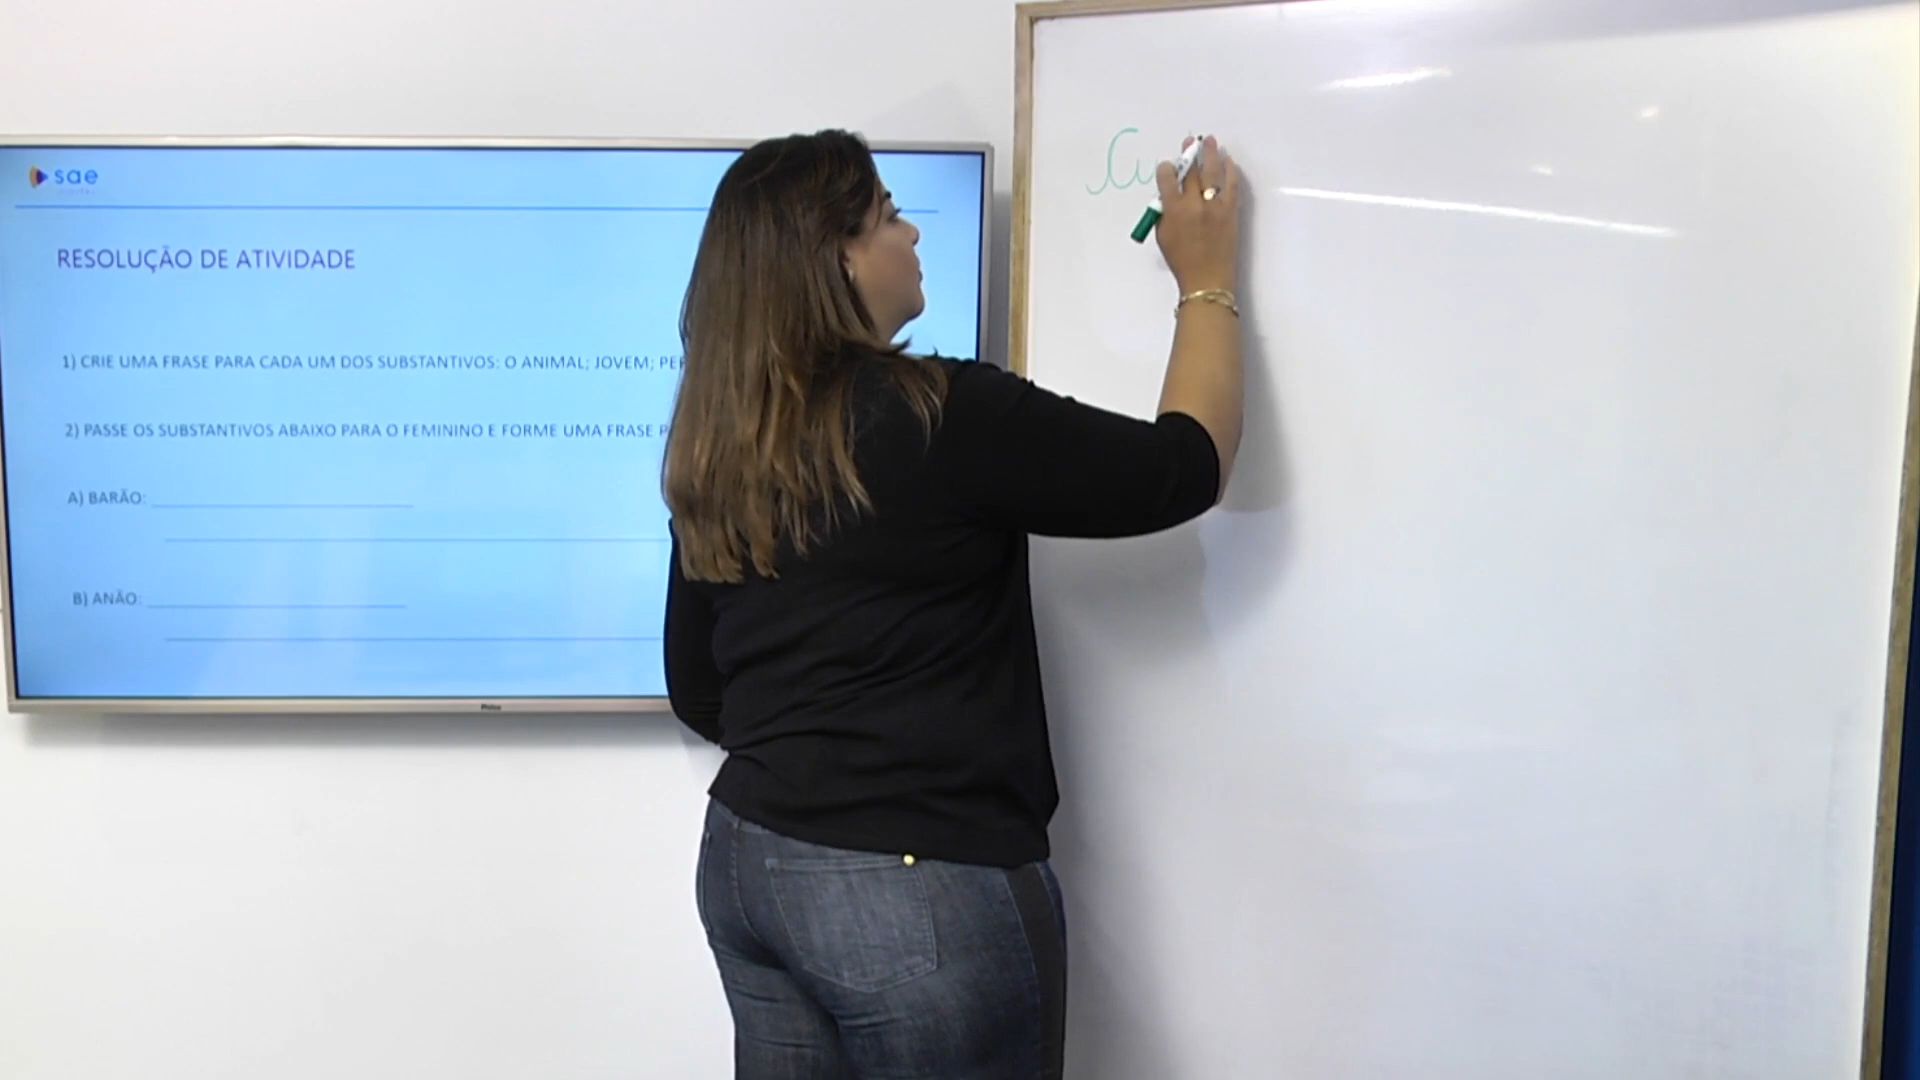 sae
RESOLUÇÃO DE ATIVIDADE
1) CRIE UMA FRASE PARA CADA UM DOS SUBSTANTIVOS: O ANIMAL; JOVEM;
2) PASSE OS SUBSTANTIVOS ABAIXO PARA O FEMININO E FORME UMA FRASE
A) BARÃO:
B) ANÃO: